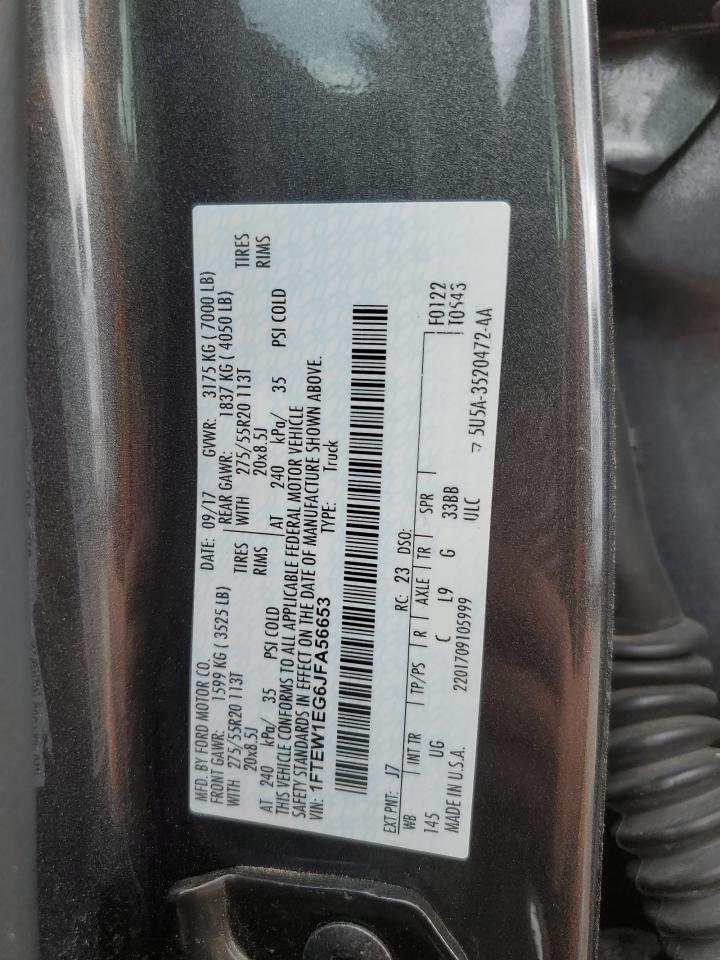 MFD. BY FORD MOTOR CO.
DATE: 09/17 GVWR: 3175 KG ( 7000 LB)
FRONT GAWR: 1599 KG ( 3525 LB) REAR GAWR: 1837 KG ( 4050 LB)
WITH 275/55R20 113T TIRES WITH 275/55R20 113T TIRES
20x8.5J RIMS 20x8.5J RIMS
AT 240 kPa/ 35 PSI COLD AT 240 kPa/ 35 PSI COLD
THIS VEHICLE CONFORMS TO ALL APPLICABLE FEDERAL MOTOR VEHICLE
SAFETY STANDARDS IN EFFECT ON THE DATE OF MANUFACTURE SHOWN ABOVE.
VIN: 1FTEW1EG6JFA56653 TYPE: Truck
EXT PNT: J7 RC: 23 DSO:
WB INT TR TP/PS R AXLE TR SPR F0122
145 UG C L9 G 33BB T0543
MADE IN U.S.A. 2201709105999 ULC 5U5A-3520472-AA